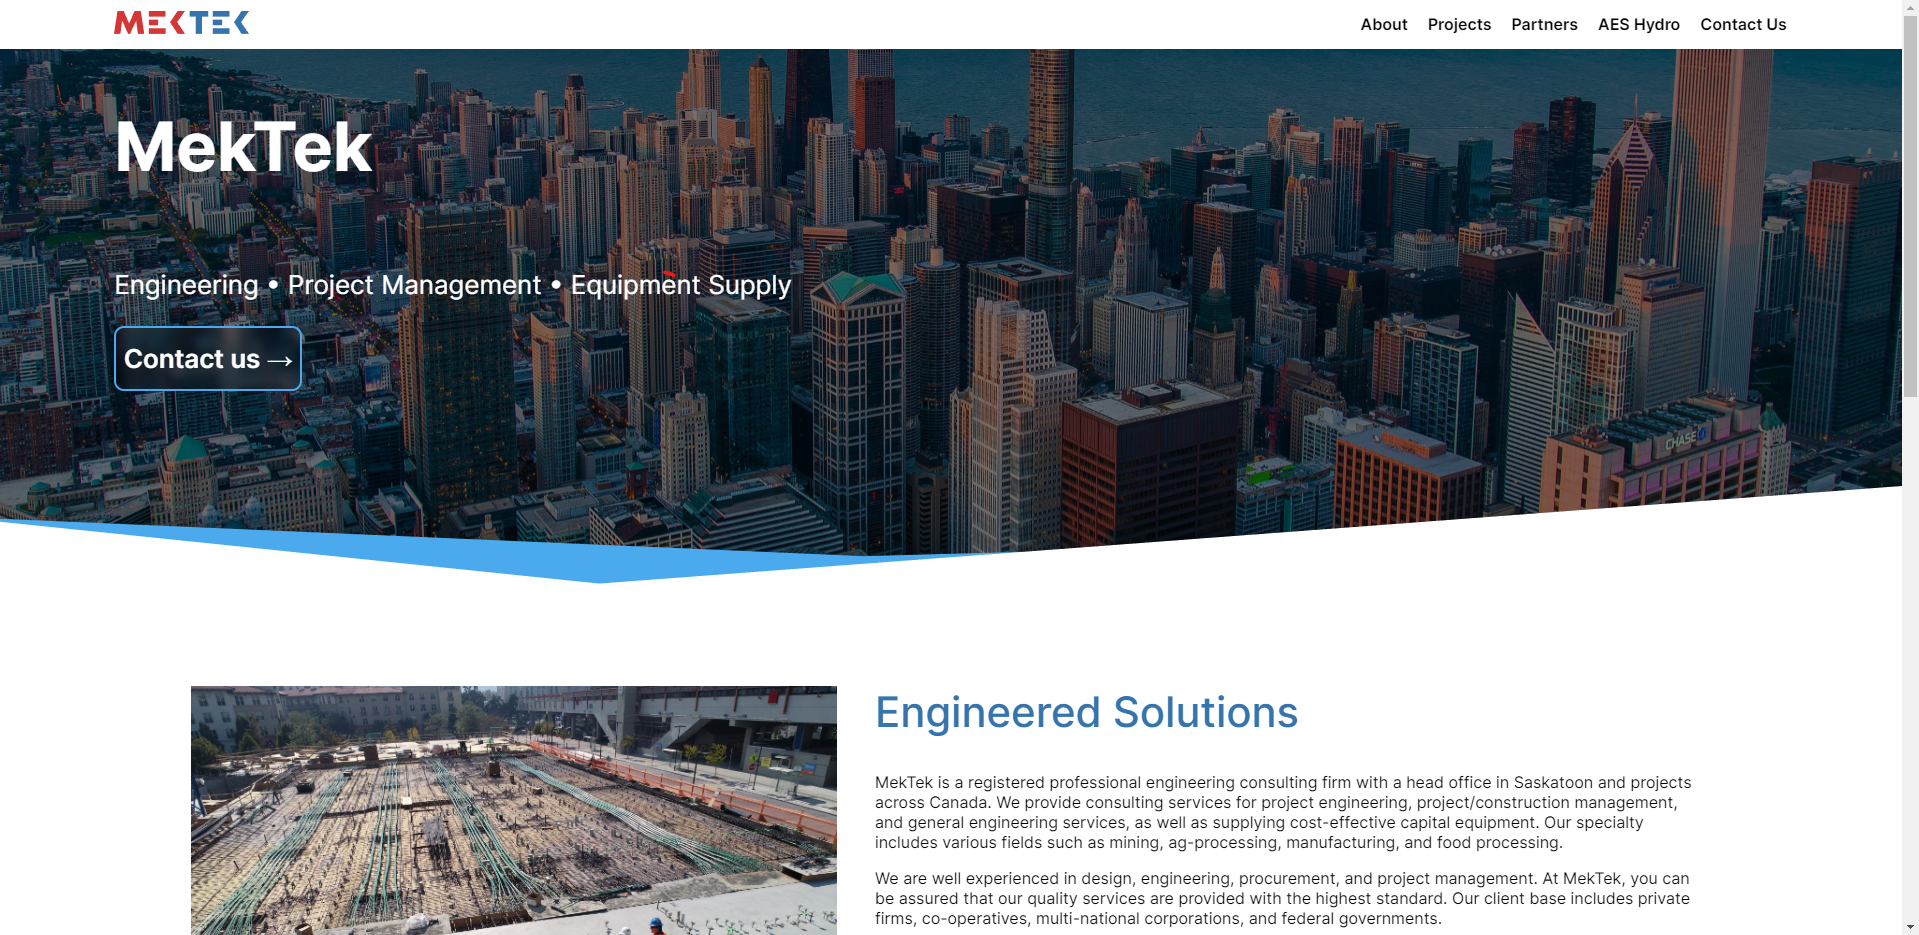 MEKTEK
About Projects Partners AES Hydro Contact Us
MekTek
Engineering • Project Management • Equipment Supply
Contact us →
CHASE
Engineered Solutions
MekTek is a registered professional engineering consulting firm with a head office in Saskatoon and projects
across Canada. We provide consulting services for project engineering, project/construction management,
and general engineering services, as well as supplying cost-effective capital equipment. Our specialty
includes various fields such as mining, ag-processing, manufacturing, and food processing.
We are well experienced in design, engineering, procurement, and project management. At MekTek, you can
be assured that our quality services are provided with the highest standard. Our client base includes private
firms, co-operatives, multi-national corporations, and federal governments.